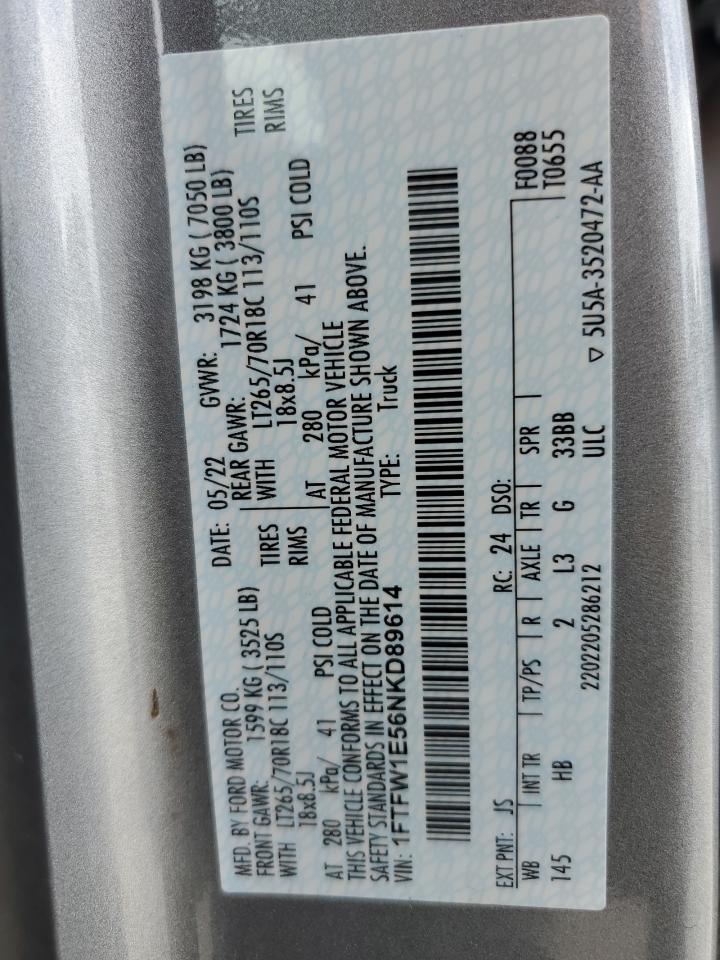 MFD. BY FORD MOTOR CO.
DATE: 05/22 GVWR: 3198 KG ( 7050 LB)
FRONT GAWR: 1599 KG ( 3525 LB) REAR GAWR: 1724 KG ( 3800 LB)
WITH LT265/70R18C 113/110S TIRES WITH LT265/70R18C 113/110S TIRES
18x8.5J RIMS 18x8.5J RIMS
AT 280 kPa/ 41 PSI COLD AT 280 kPa/ 41 PSI COLD
THIS VEHICLE CONFORMS TO ALL APPLICABLE FEDERAL MOTOR VEHICLE
SAFETY STANDARDS IN EFFECT ON THE DATE OF MANUFACTURE SHOWN ABOVE.
VIN: 1FTFW1E56NKD89614 TYPE: Truck
EXT PNT: JS RC: 24 DSO:
WB INT TR TP/PS R AXLE TR SPR F0088
T0655
145 HB 2 L3 G 33BB
2202205286212 ULC ▽ 5U5A-3520472-AA